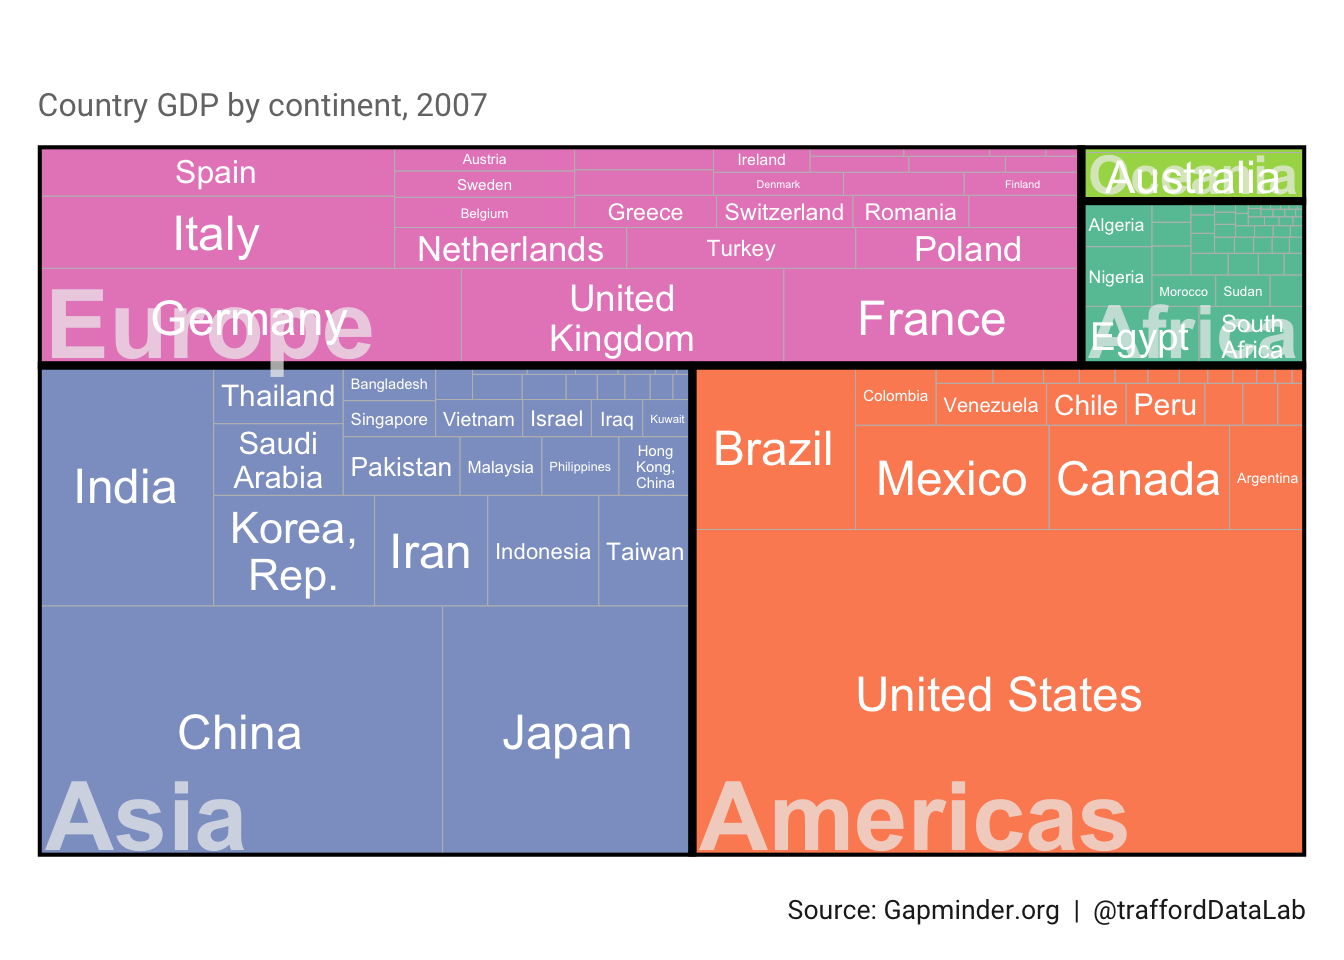 Country GDP by continent, 2007
Spain
Italy
Germany
Europe
Austria
Sweden
Belgium
Netherlands
Ireland
Denmark
Finland
Greece
Switzerland
Romania
Turkey
Poland
United
Kingdom
France
Oceania
Australia
Algeria
Nigeria
Morocco
Sudan
Egypt
South
Africa
Africa
India
Thailand
Saudi
Arabia
Bangladesh
Singapore
Vietnam
Israel
Iraq
Kuwait
Pakistan
Malaysia
Philippines
Hong
Kong,
China
Korea,
Rep.
Iran
Indonesia
Taiwan
China
Japan
Asia
Brazil
Colombia
Venezuela
Chile
Peru
Mexico
Canada
Argentina
United States
Americas
Source: Gapminder.org | @traffordDataLab